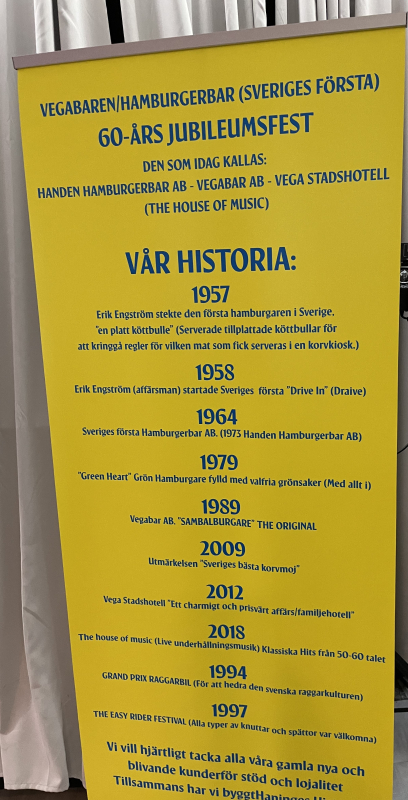 VEGABAREN/HAMBURGERBAR (SVERIGES FÖRSTA)
60-ÅRS JUBILEUMSFEST
DEN SOM IDAG KALLAS:
HANDEN HAMBURGERBAR AB - VEGABAR AB - VEGA STADSHOTELL
(THE HOUSE OF MUSIC)
VÅR HISTORIA:
1957
Erik Engström stekte den första hamburgaren i Sverige.
"en platt köttbulle" (Serverade tillplattade köttbullar för
att kringgå regler för vilken mat som fick serveras i en korvkiosk.)
1958
Erik Engström (affärsman) startade Sveriges första "Drive In" (Draive)
1964
Sveriges första Hamburgerbar AB. (1973 Handen Hamburgerbar AB)
1979
"Green Heart" Grön Hamburgare fylld med valfria grönsaker (Med allt i)
1989
Vegabar AB. "SAMBALBURGARE" THE ORIGINAL
2009
Utmärkelsen "Sveriges bästa korvmoj"
2012
Vega Stadshotell "Ett charmigt och prisvärt affärs/familjehotell"
2018
The house of music (Live underhållningsmusik) Klassiska Hits från 50-60 talet
1994
GRAND PRIX RAGGARBIL (För att hedra den svenska raggarkulturen)
1997
THE EASY RIDER FESTIVAL (Alla typer av knuttar och spättor var välkomna)
Vi vill hjärtligt tacka alla våra gamla nya och
blivande kunderför stöd och lojalitet
Tillsammans har vi byggtHaninges